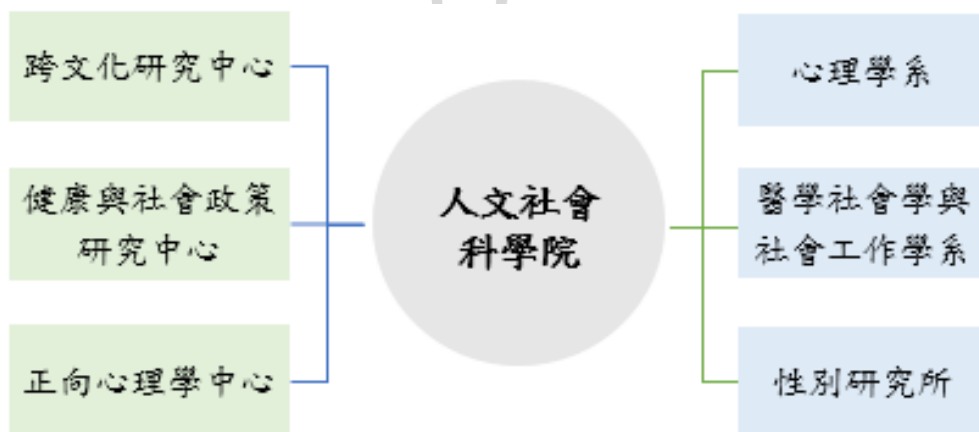 跨文化研究中心
健康與社會政策
研究中心
正向心理學中心
人文社會
科學院
心理學系
醫學社會學與
社會工作學系
性別研究所